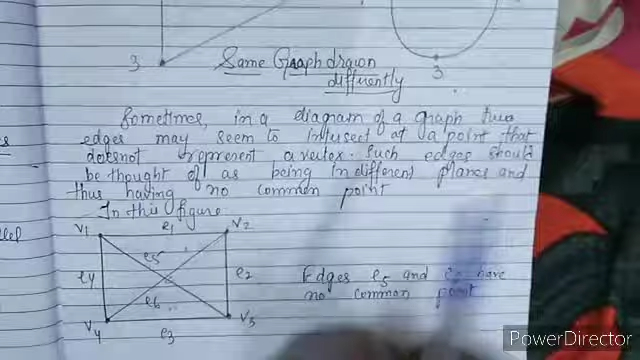 3
3
Same Graph drawn
differently
Sometimes, in a diagram of a graph two
edges may seem to intersect at a point that
doesnot represent a vertex. Such edges should
be thought of as being in different planes and
thus having no common point
In this figure
V1 e1 V2
e5
e4 e2
Edges e5 and e6 have
e6
no common point
V4 e3 V3
PowerDirector